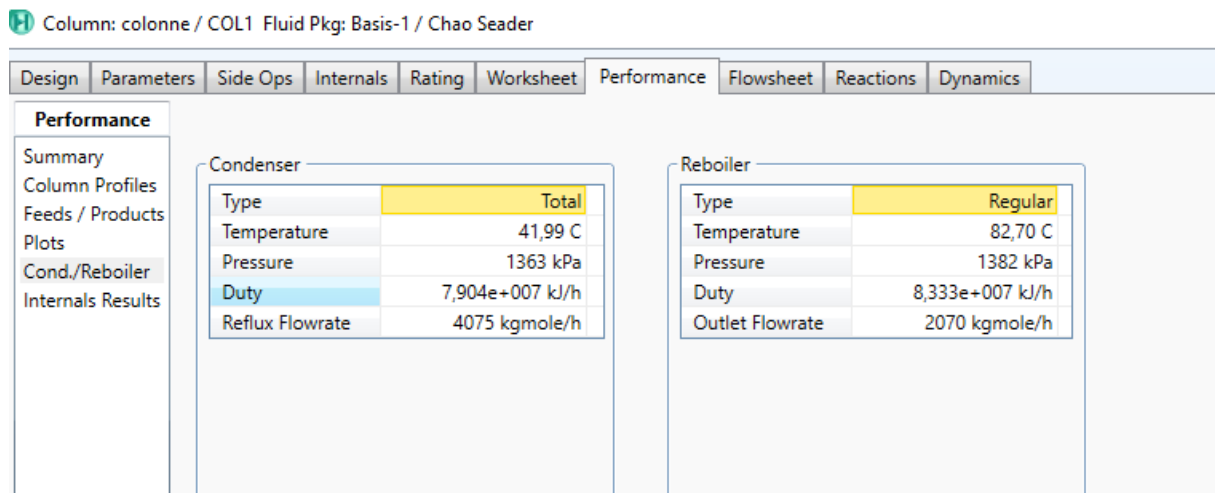 Column: colonne / COL1 Fluid Pkg: Basis-1 / Chao Seader
Design Parameters Side Ops Internals Rating Worksheet Performance Flowsheet Reactions Dynamics
Performance
Summary
Column Profiles
Feeds / Products
Plots
Cond./Reboiler
Internals Results
Condenser
Type Total
Temperature 41,99 C
Pressure 1363 kPa
Duty 7,904e+007 kJ/h
Reflux Flowrate 4075 kgmole/h
Reboiler
Type Regular
Temperature 82,70 C
Pressure 1382 kPa
Duty 8,333e+007 kJ/h
Outlet Flowrate 2070 kgmole/h